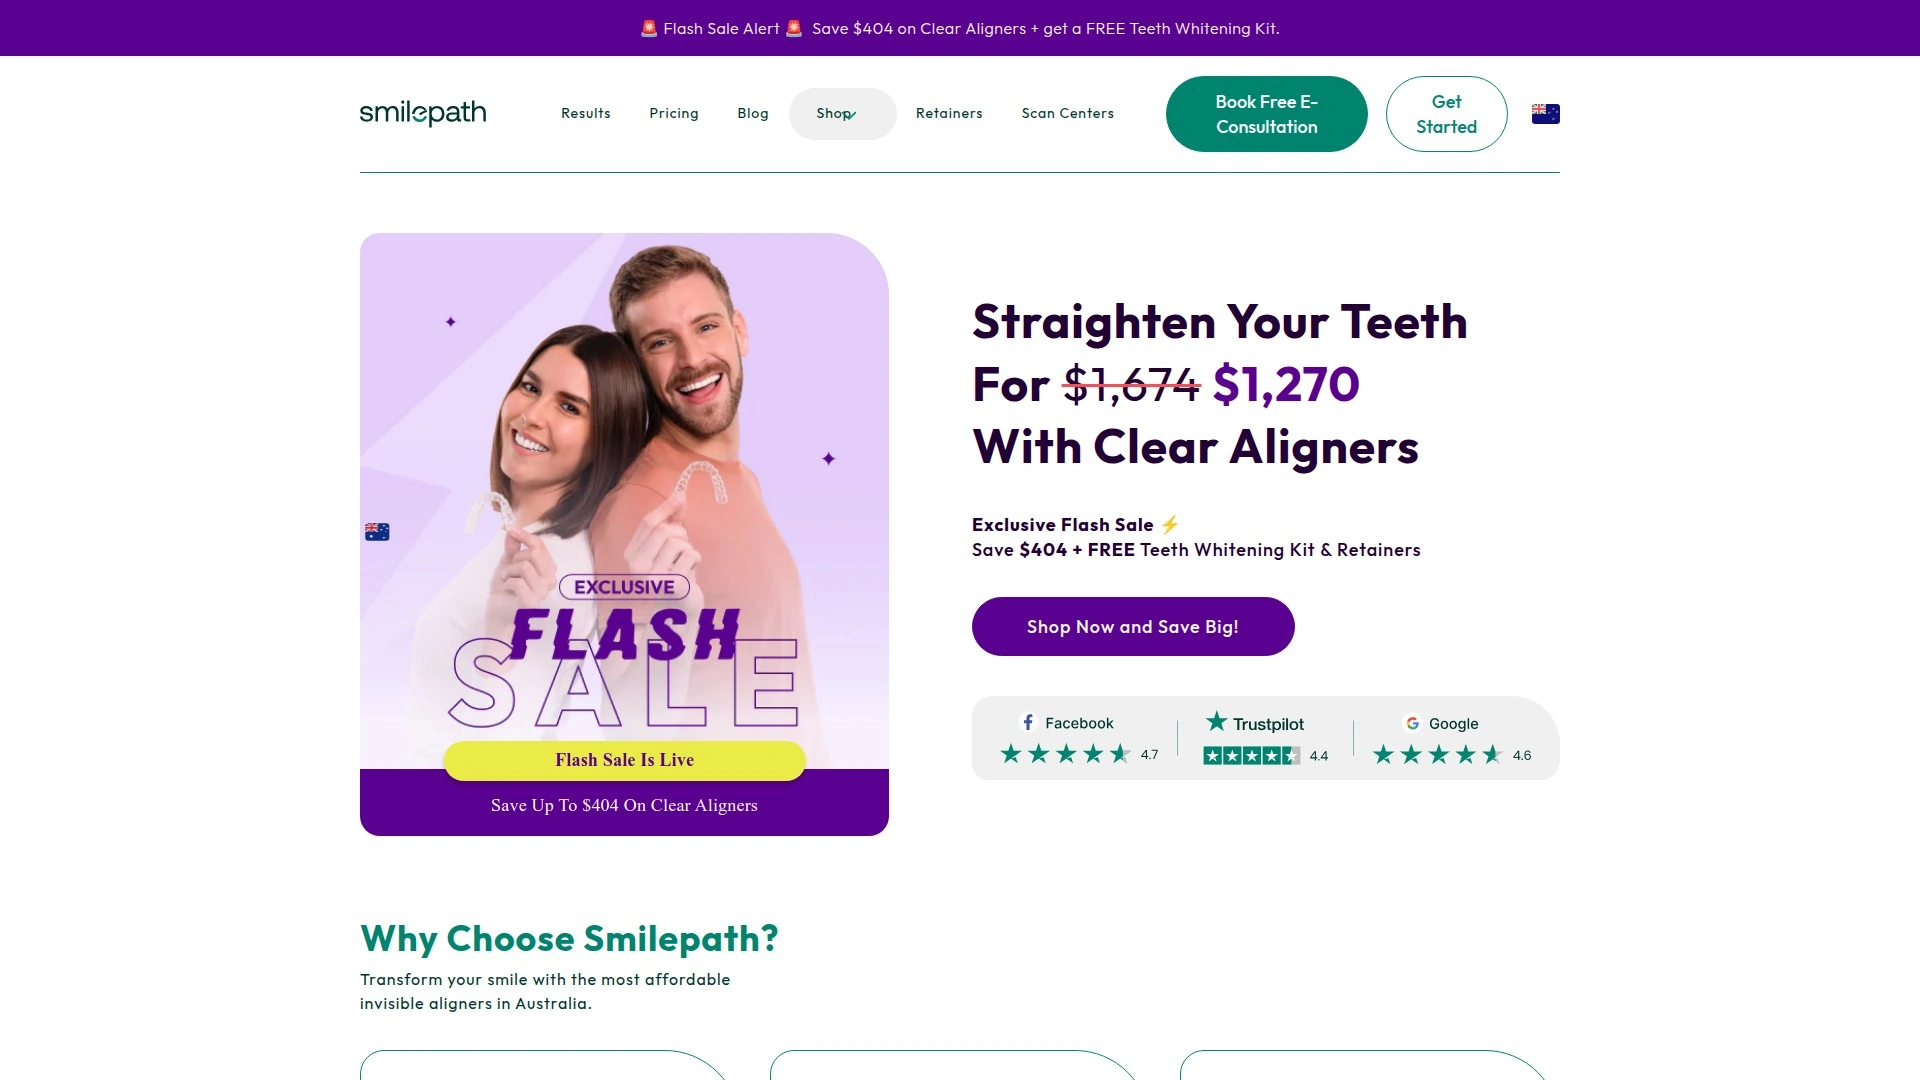 🚨 Flash Sale Alert 🚨 Save $404 on Clear Aligners + get a FREE Teeth Whitening Kit.
smilepath
Results
Pricing
Blog
Shop
Retainers
Scan Centers
Book Free E-
Consultation
Get
Started
EXCLUSIVE
FLASH
SALE
Flash Sale Is Live
Save Up To $404 On Clear Aligners
Straighten Your Teeth
For $1,674 $1,270
With Clear Aligners
Exclusive Flash Sale ⚡
Save $404 + FREE Teeth Whitening Kit & Retainers
Shop Now and Save Big!
Facebook
4.7
Trustpilot
4.4
Google
4.6
Why Choose Smilepath?
Transform your smile with the most affordable
invisible aligners in Australia.